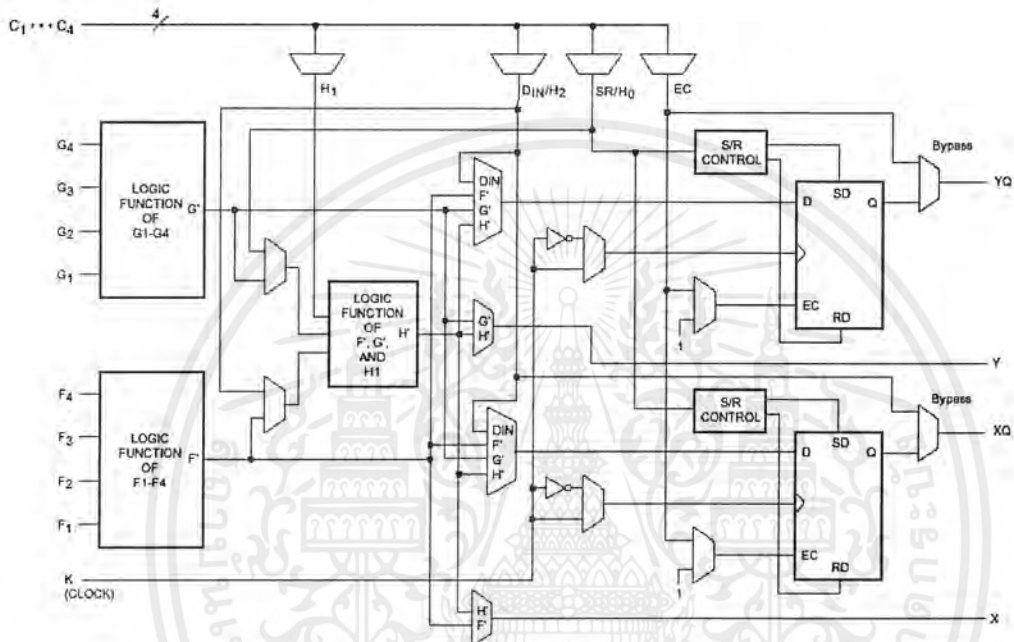 C1 • • • C4
4
H1
DIN/H2
SR/H0
EC
G4
G3
G2
G1
LOGIC
FUNCTION
OF
G1-G4
G'
DIN
F'
G'
H'
S/R
CONTROL
D
SD
Q
EC
RD
1
Bypass
YQ
LOGIC
FUNCTION
OF
F', G',
AND
H1
H'
G'
H'
Y
F4
F3
F2
F1
LOGIC
FUNCTION
OF
F1-F4
F'
DIN
F'
G'
H'
S/R
CONTROL
D
SD
Q
EC
RD
1
Bypass
XQ
K
(CLOCK)
H'
F'
X